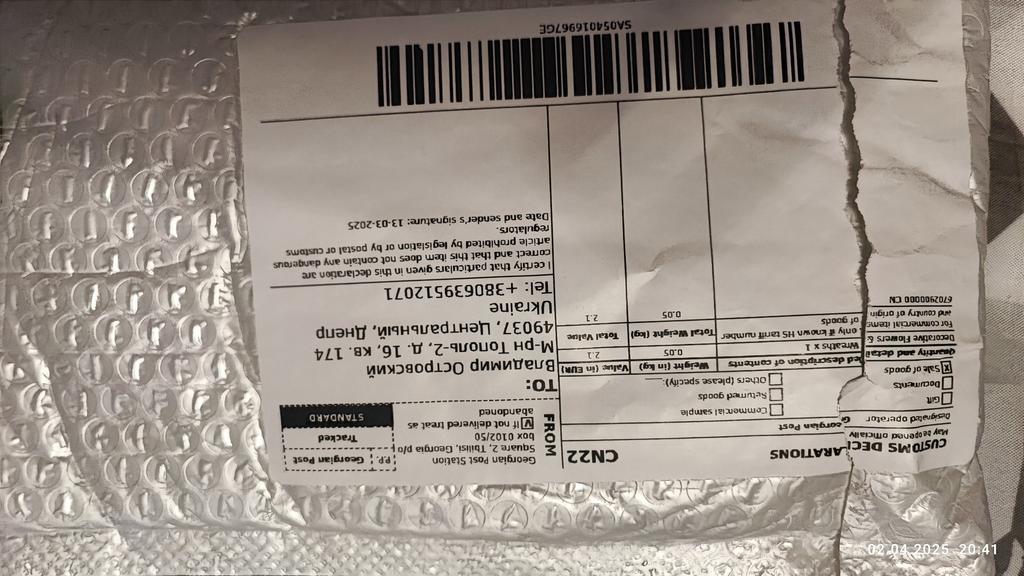 CUSTOMS DECL ARATIONS
CN22
May be opened officially
Designated operator
eorgian Post
Gift
Commercial sample
Documents
Returned goods
Sale of goods
Others (please specify):
Quantity and detail ed description of contents
Weight (in kg)
Value (in EUR)
Decorative Flowers &
Wreaths x 1
0.05
2.1
For commercial items only if known HS tariff number
Total Weight (kg)
Total Value
and country of origin of goods
0.05
2.1
6702900000 CN
FROM
Georgian Post Station
Square, 2, Tbilisi, Georgia p/o
box 0102/50
If not delivered treat as
abandoned
P.P.
Georgian Post
Tracked
STANDARD
TO:
Владимир Островский
М-рн Тополь-2, д. 16, кв. 174
49037, Центральный, Днепр
Ukraine
Tel: + 380639512071
I certify that particulars given in this declaration are
correct and that this item does not contain any dangerous
article prohibited by legislation or by postal or customs
regulators.
Date and sender's signature: 13-03-2025
SA054016967GE
02.04.2025 20:41